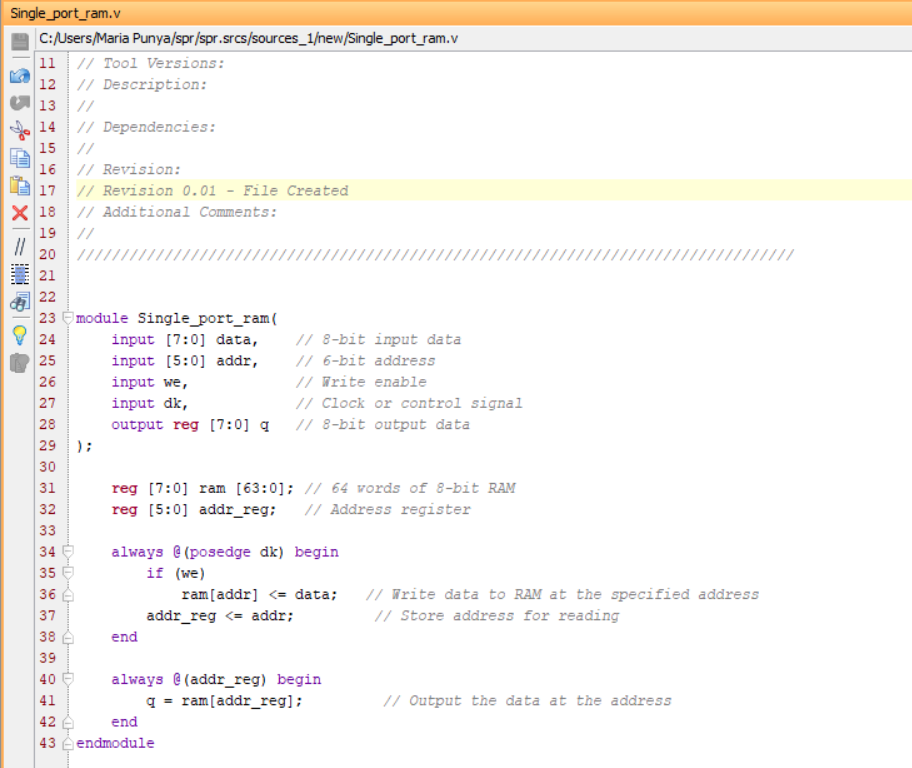 Single_port_ram.v
C:/Users/Maria Punya/spr/spr.srcs/sources_1/new/Single_port_ram.v
11 // Tool Versions:
12 // Description:
13 //
14 // Dependencies:
15 //
16 // Revision:
17 // Revision 0.01 - File Created
18 // Additional Comments:
19 //
20 //////////////////////////////////////////////////////////////////////////////////
21
22
23 module Single_port_ram(
24     input [7:0] data,    // 8-bit input data
25     input [5:0] addr,    // 6-bit address
26     input we,            // Write enable
27     input dk,            // Clock or control signal
28     output reg [7:0] q   // 8-bit output data
29 );
30
31     reg [7:0] ram [63:0]; // 64 words of 8-bit RAM
32     reg [5:0] addr_reg;   // Address register
33
34     always @(posedge dk) begin
35         if (we)
36             ram[addr] <= data;   // Write data to RAM at the specified address
37         addr_reg <= addr;         // Store address for reading
38     end
39
40     always @(addr_reg) begin
41         q = ram[addr_reg];         // Output the data at the address
42     end
43 endmodule